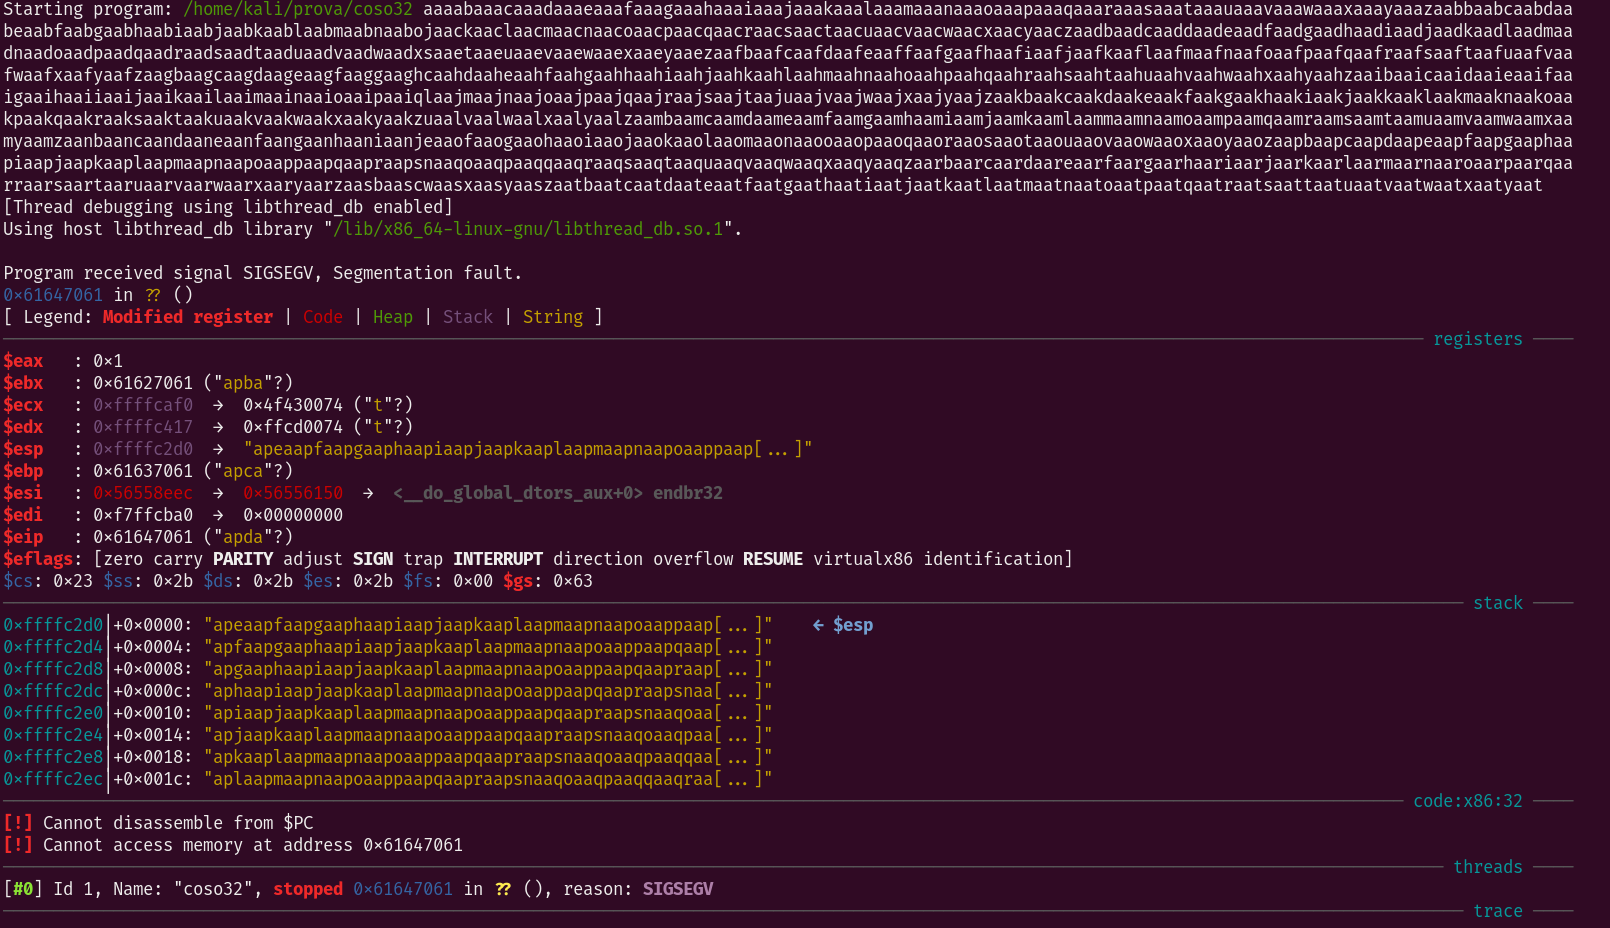 Starting program: /home/kali/prova/coso32 aaaabaaacaaadaaaeaaafaaagaaahaaaiaaajaaakaaalaaamaaanaaaoaaapaaaqaaaraaasaaataaauaaavaaawaaaxaaayaaazaabbaabcaabdaa
beaabfaabgaabhaabiaabjaabkaablaabmaabnaabojaackaaclaacmaacnaacoaacpaacqaacraacsaactaacuaacvaacwaacxaacyaaczaadbaadcaaddaadeaadfaadgaadhaadiaadjaadkaadlaadmaa
dnaadoaadpaadqaadraadsaadtaaduaadvaadwaadxsaaetaaeuaaevaaewaaexaaeyaaezaafbaafcaafdaafeaaffaafgaafhaafiaafjaafkaaflaafmaafnaafoaafpaafqaafraafsaaftaafuaafvaa
fwaafxaafyaafzaagbaagcaagdaageaagfaaggaaghcaahdaaheaahfaahgaahhaahiaahjaahkaahlaahmaahnaahoaahpaahqaahraahsaahtaahuaahvaahwaahxaahyaahzaaibaaicaaidaaieaaifaa
igaaihaaiiaaijaaikaailaaimaainaaioaaipaaiqlaajmaajnaajoaajpaajqaajraajsaajtaajuaajvaajwaajxaajyaajzaakbaakcaakdaakeaakfaakgaakhaakiaakjaakkaaklaakmaaknaakoaa
kpaakqaakraaksaaktaakuaakvaakwaakxaakyaakzuaalvaalwaalxaalyaalzaambaamcaamdaameaamfaamgaamhaamiaamjaamkaamlaammaamnaamoaampaamqaamraamsaamtaamuaamvaamwaamxaa
myaamzaanbaancaandaaneaanfaangaanhaaniaanjeaaofaaogaaohaaoiaaojaaokaaolaaomaaonaaooaaopaaoqaaoraaosaaotaaouaaovaaowaaoxaaoyaaozaapbaapcaapdaapeaapfaapgaaphaa
piaapjaapkaaplaapmaapnaapoaappaapqaapraapsnaaqoaaqpaaqqaaqraaqsaaqtaaquaaqvaaqwaaqxaaqyaaqzaarbaarcaardaareaarfaargaarhaariaarjaarkaarlaarmaarnaaroaarpaarqaa
rraarsaartaaruaarvaarwaarxaaryaarzaasbaascwaasxaasyaaszaatbaatcaatdaateaatfaatgaathaatiaatjaatkaatlaatmaatnaatoaatpaatqaatraatsaattaatuaatvaatwaatxaatyaat
[Thread debugging using libthread_db enabled]
Using host libthread_db library "/lib/x86_64-linux-gnu/libthread_db.so.1".
Program received signal SIGSEGV, Segmentation fault.
0×61647061 in ?? ()
[ Legend: Modified register | Code | Heap | Stack | String ]
registers
$eax   : 0×1
$ebx   : 0×61627061 ("apba"?)
$ecx   : 0×ffffcaf0  →  0×4f430074 ("t"?)
$edx   : 0×ffffc417  →  0×ffcd0074 ("t"?)
$esp   : 0×ffffc2d0  →  "apeaapfaapgaaphaapiaapjaapkaaplaapmaapnaapoaappaap[...]"
$ebp   : 0×61637061 ("apca"?)
$esi   : 0×56558eec  →  0×56556150  →  <__do_global_dtors_aux+0> endbr32
$edi   : 0×f7ffcba0  →  0×00000000
$eip   : 0×61647061 ("apda"?)
$eflags: [zero carry PARITY adjust SIGN trap INTERRUPT direction overflow RESUME virtualx86 identification]
$cs: 0×23 $ss: 0×2b $ds: 0×2b $es: 0×2b $fs: 0×00 $gs: 0×63
stack
0×ffffc2d0│+0×0000: "apeaapfaapgaaphaapiaapjaapkaaplaapmaapnaapoaappaap[...]"    ← $esp
0×ffffc2d4│+0×0004: "apfaapgaaphaapiaapjaapkaaplaapmaapnaapoaappaapqaap[...]"
0×ffffc2d8│+0×0008: "apgaaphaapiaapjaapkaaplaapmaapnaapoaappaapqaapraap[...]"
0×ffffc2dc│+0×000c: "aphaapiaapjaapkaaplaapmaapnaapoaappaapqaapraapsnaa[...]"
0×ffffc2e0│+0×0010: "apiaapjaapkaaplaapmaapnaapoaappaapqaapraapsnaaqoaa[...]"
0×ffffc2e4│+0×0014: "apjaapkaaplaapmaapnaapoaappaapqaapraapsnaaqoaaqpaa[...]"
0×ffffc2e8│+0×0018: "apkaaplaapmaapnaapoaappaapqaapraapsnaaqoaaqpaaqqaa[...]"
0×ffffc2ec│+0×001c: "aplaapmaapnaapoaappaapqaapraapsnaaqoaaqpaaqqaaqraa[...]"
code:x86:32
[!] Cannot disassemble from $PC
[!] Cannot access memory at address 0×61647061
threads
[#0] Id 1, Name: "coso32", stopped 0×61647061 in ?? (), reason: SIGSEGV
trace